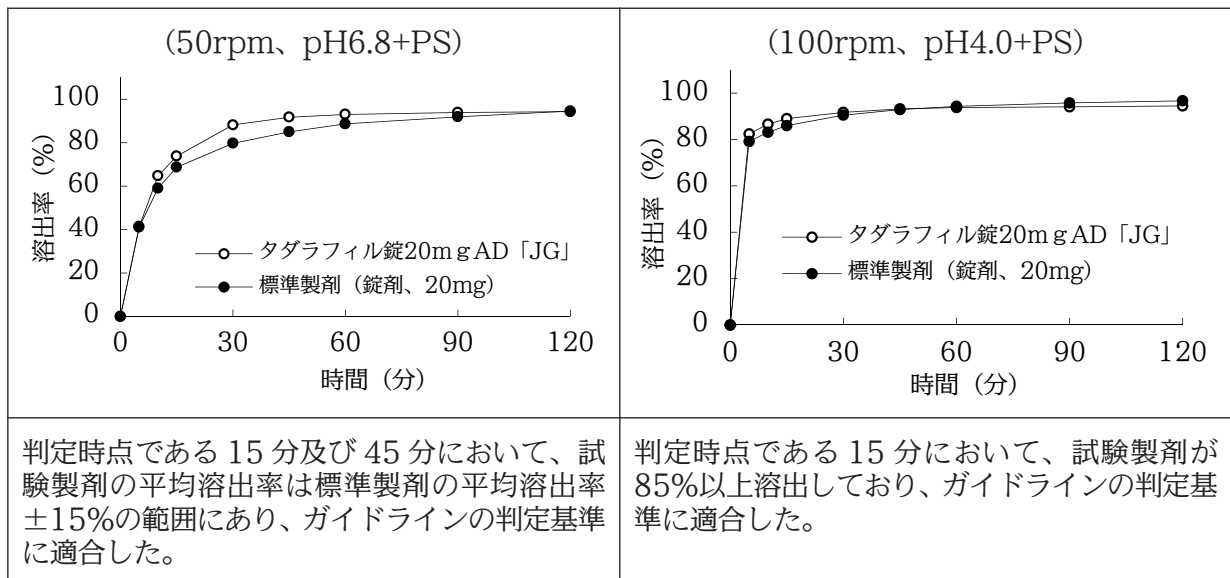 (50rpm、pH6.8+PS)
100
80
60
40
20
0
溶出率 (%)
タダラフィル錠20mgAD「JG」
標準製剤(錠剤、20mg)
0 30 60 90 120
時間(分)
判定時点である 15 分及び 45 分において、試
験製剤の平均溶出率は標準製剤の平均溶出率
±15%の範囲にあり、ガイドラインの判定基準
に適合した。
(100rpm、pH4.0+PS)
100
80
60
40
20
0
溶出率 (%)
タダラフィル錠20mgAD「JG」
標準製剤(錠剤、20mg)
0 30 60 90 120
時間(分)
判定時点である 15 分において、試験製剤が
85%以上溶出しており、ガイドラインの判定基
準に適合した。